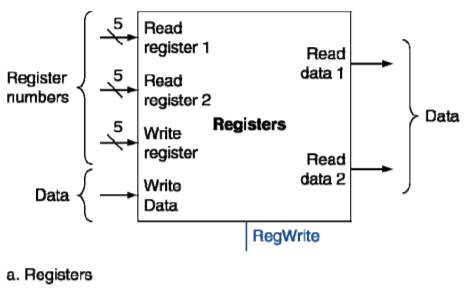 Register
numbers
Data
5
Read
register 1
5
Read
register 2
5
Write
register
Write
Data
Registers
Read
data 1
Read
data 2
Data
RegWrite
a. Registers